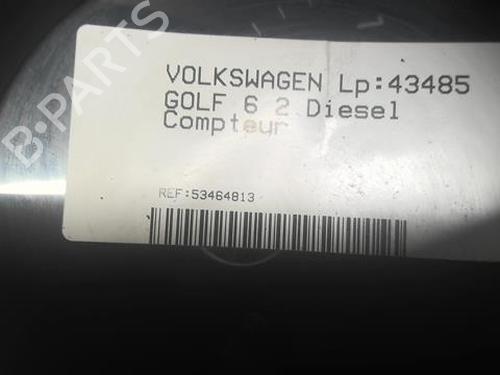 B-PARTS
VOLKSWAGEN Lp:43485
GOLF 6 2 Diesel
Compteur
REF:53464813